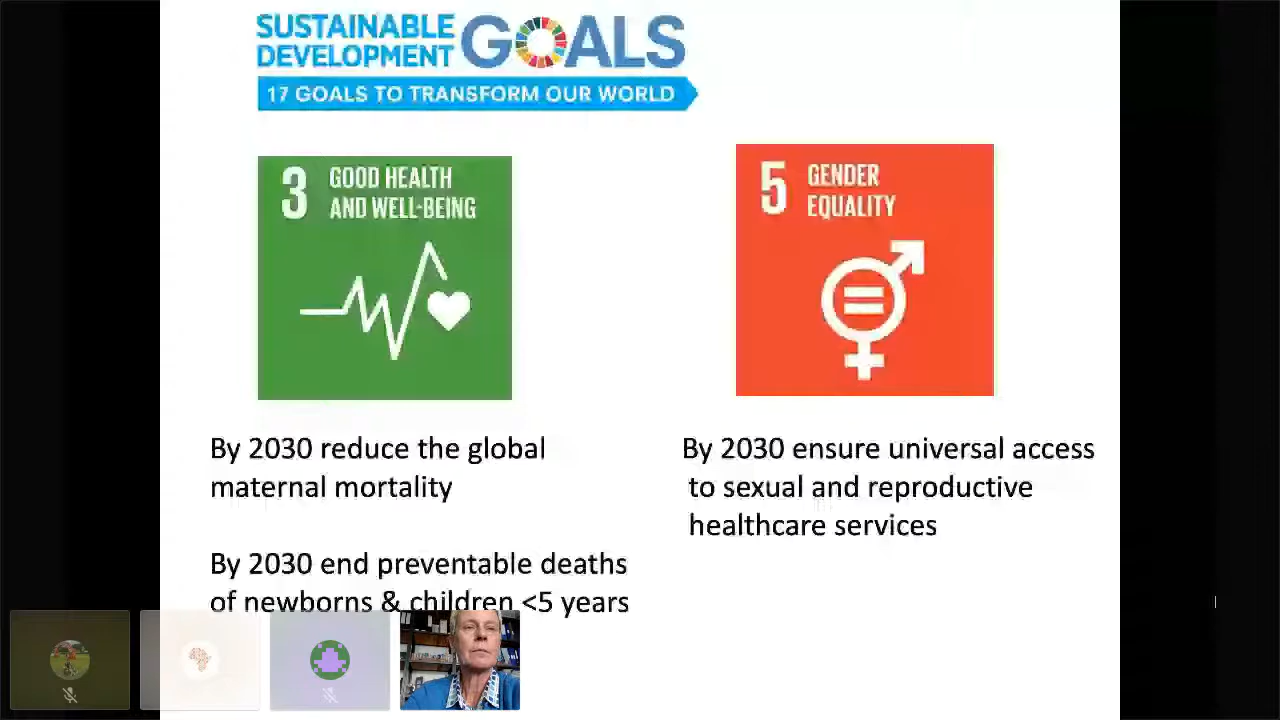 SUSTAINABLE
DEVELOPMENT
GOALS
17 GOALS TO TRANSFORM OUR WORLD
3 GOOD HEALTH
AND WELL-BEING
5 GENDER
EQUALITY
By 2030 reduce the global
maternal mortality
By 2030 end preventable deaths
of newborns & children <5 years
By 2030 ensure universal access
to sexual and reproductive
healthcare services